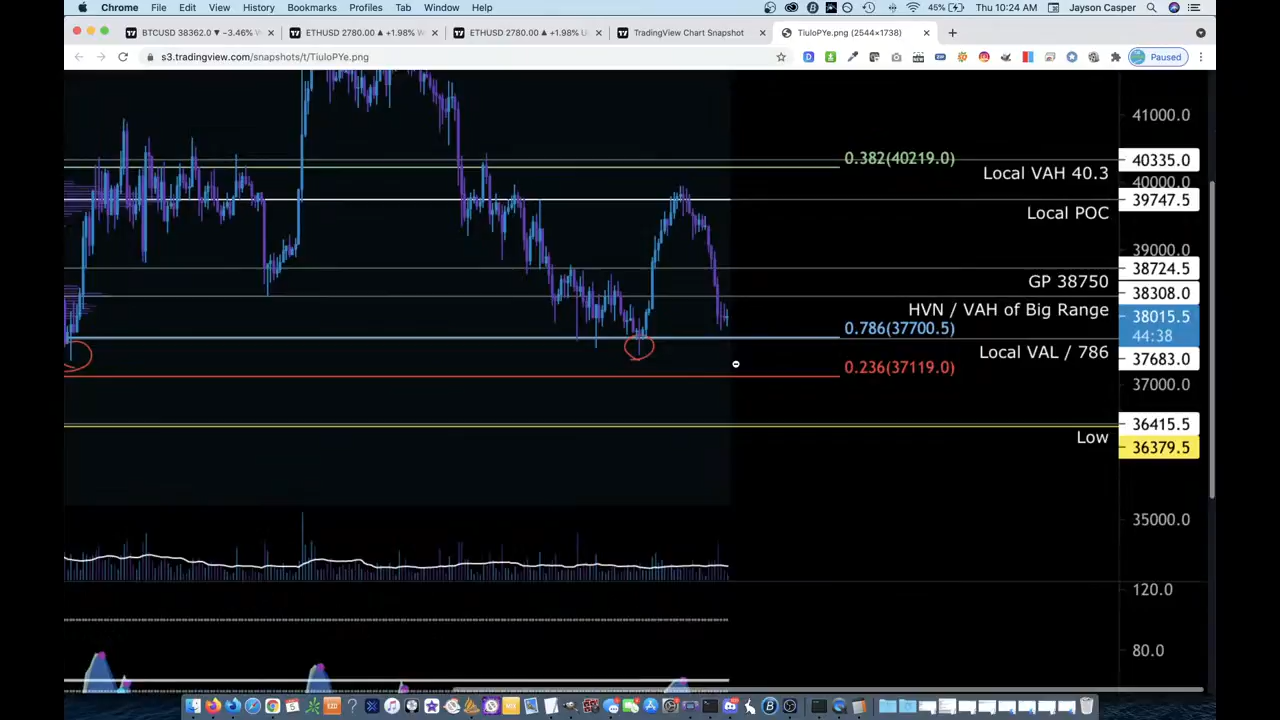 Chrome File Edit View History Bookmarks Profiles Tab Window Help 45% Thu 10:24 AM Jayson Casper
BTCUSD 38362.0 ▼ −3.46% ETHUSD 2780.00 ▲ +1.98% ETHUSD 2780.00 ▲ +1.98% TradingView Chart Snapshot TiuloPYe.png (2544×1738)
s3.tradingview.com/snapshots/t/TiuloPYe.png Paused
41000.0
0.382(40219.0) 40335.0
Local VAH 40.3
40000.0
39747.5
Local POC
39000.0
38724.5
GP 38750
38308.0
HVN / VAH of Big Range
38015.5
0.786(37700.5)
44:38
Local VAL / 786
37683.0
0.236(37119.0)
37000.0
36415.5
Low
36379.5
35000.0
120.0
80.0